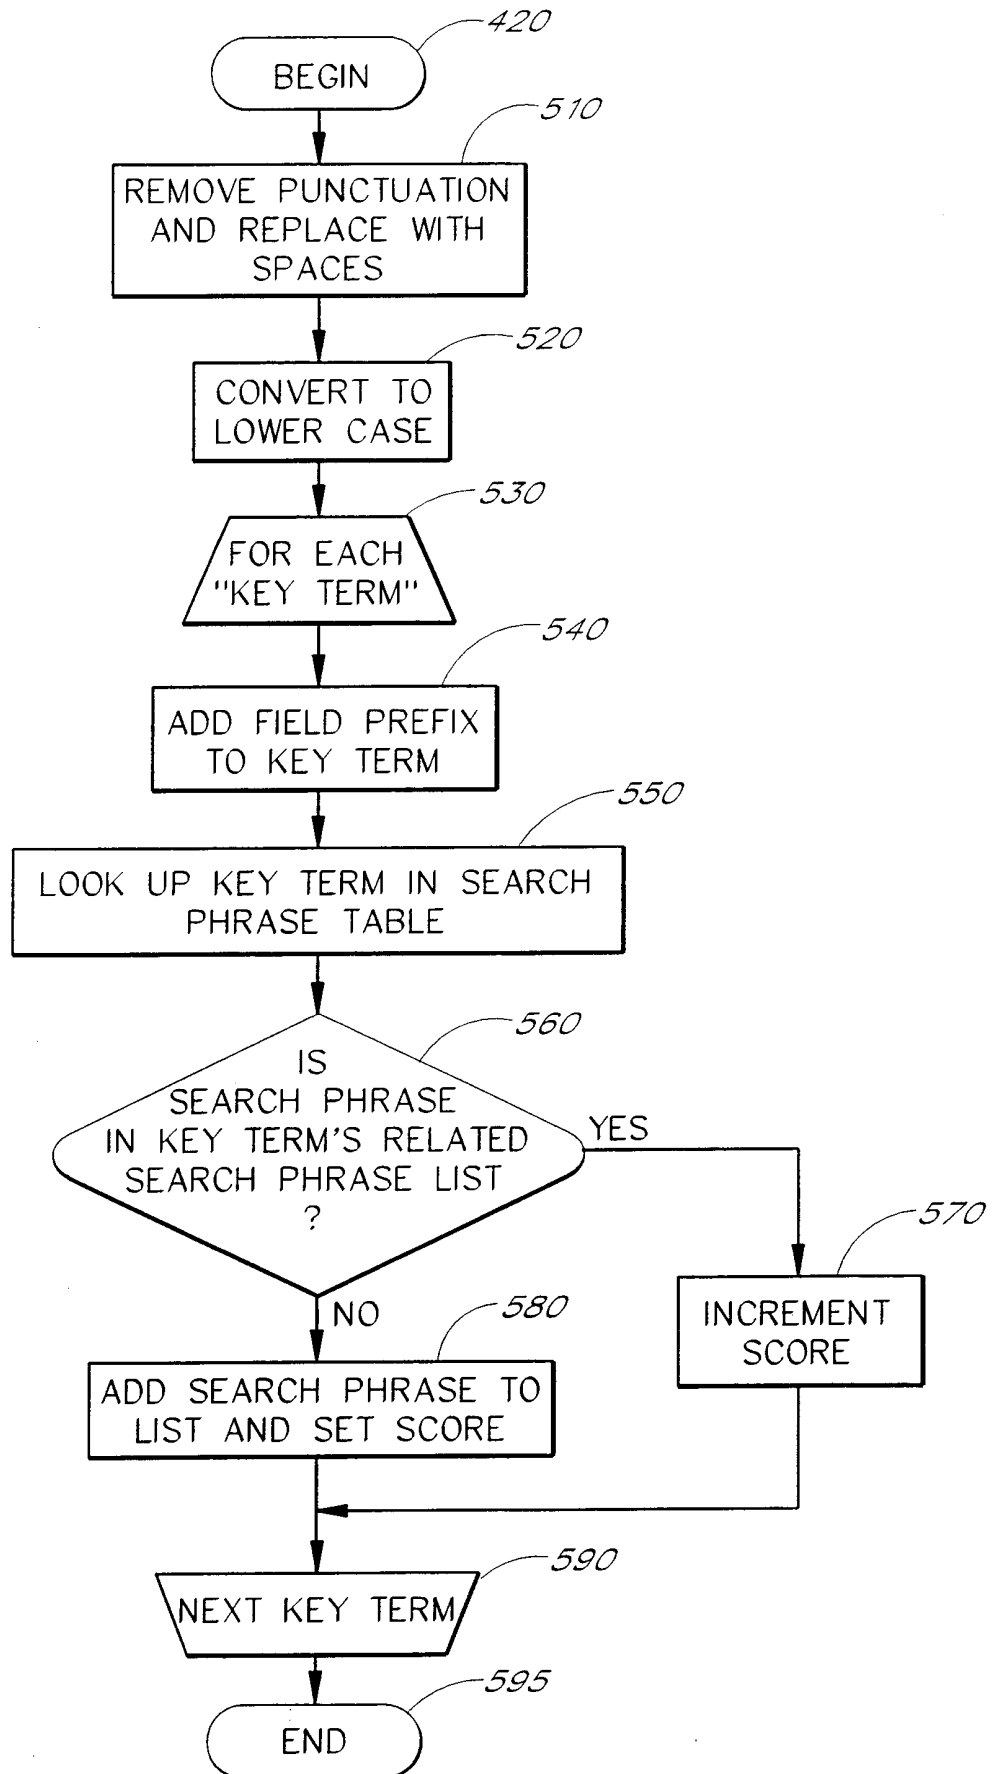 420
BEGIN
510
REMOVE PUNCTUATION
AND REPLACE WITH
SPACES
520
CONVERT TO
LOWER CASE
530
FOR EACH
"KEY TERM"
540
ADD FIELD PREFIX
TO KEY TERM
550
LOOK UP KEY TERM IN SEARCH
PHRASE TABLE
560
IS
SEARCH PHRASE
IN KEY TERM'S RELATED
SEARCH PHRASE LIST
?
YES
570
INCREMENT
SCORE
NO
580
ADD SEARCH PHRASE TO
LIST AND SET SCORE
590
NEXT KEY TERM
595
END